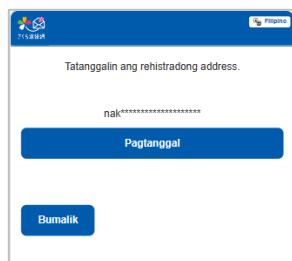 Filipino
Tatanggalin ang rehistradong address.
nak********************
Pagtanggal
Bumalik